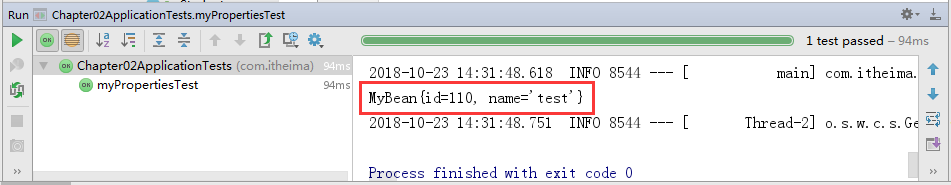 Run Chapter02ApplicationTests.myPropertiesTest
1 test passed – 94ms
Chapter02ApplicationTests (com.itheima) 94ms
myPropertiesTest 94ms
2018-10-23 14:31:48.618  INFO 8544 --- [           main] com.itheima.
MyBean{id=110, name='test'}
2018-10-23 14:31:48.751  INFO 8544 --- [       Thread-2] o.s.w.c.s.Ge
Process finished with exit code 0